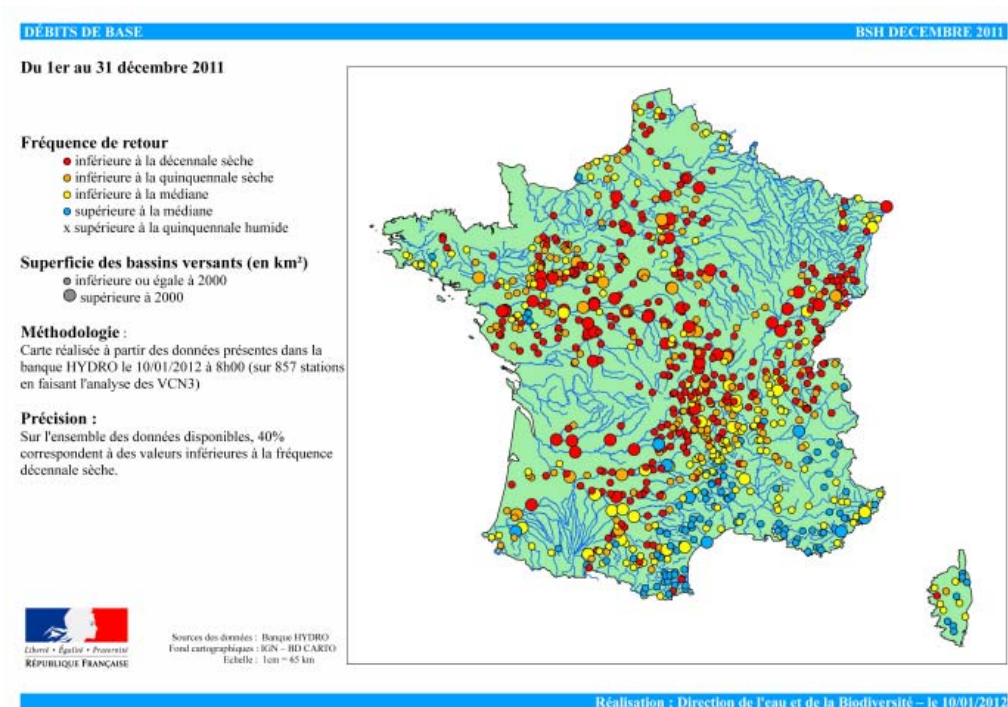 DÉBITS DE BASE
BSH DECEMBRE 2011
Du 1er au 31 décembre 2011
Fréquence de retour
inférieure à la décennale sèche
inférieure à la quinquennale sèche
inférieure à la médiane
supérieure à la médiane
x supérieure à la quinquennale humide
Superficie des bassins versants (en km²)
inférieure ou égale à 2000
supérieure à 2000
Méthodologie :
Carte réalisée à partir des données présentes dans la
banque HYDRO le 10/01/2012 à 8h00 (sur 857 stations
en faisant l'analyse des VCN3)
Précision :
Sur l'ensemble des données disponibles, 40%
correspondent à des valeurs inférieures à la fréquence
décennale sèche.
Liberté • Égalité • Fraternité
RÉPUBLIQUE FRANÇAISE
Sources des données : Banque HYDRO
Fond cartographiques : IGN – BD CARTO
Echelle : 1cm = 65 km
Réalisation : Direction de l'eau et de la Biodiversité – le 10/01/2012